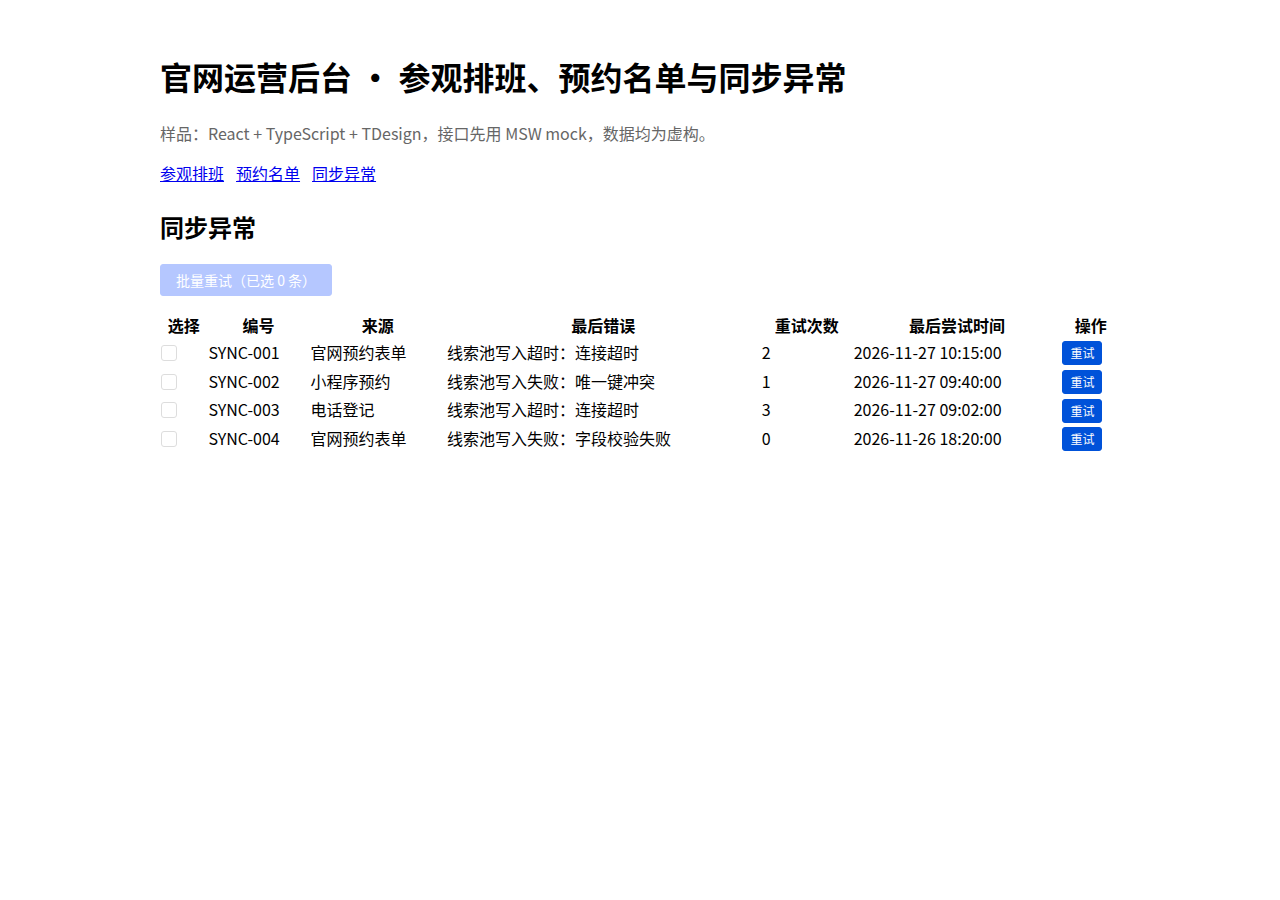 官网运营后台 · 参观排班、预约名单与同步异常
样品：React + TypeScript + TDesign，接口先用 MSW mock，数据均为虚构。
参观排班 预约名单 同步异常
同步异常
批量重试（已选 0 条）
选择 编号 来源 最后错误 重试次数 最后尝试时间 操作
SYNC-001 官网预约表单 线索池写入超时：连接超时 2 2026-11-27 10:15:00 重试
SYNC-002 小程序预约 线索池写入失败：唯一键冲突 1 2026-11-27 09:40:00 重试
SYNC-003 电话登记 线索池写入超时：连接超时 3 2026-11-27 09:02:00 重试
SYNC-004 官网预约表单 线索池写入失败：字段校验失败 0 2026-11-26 18:20:00 重试